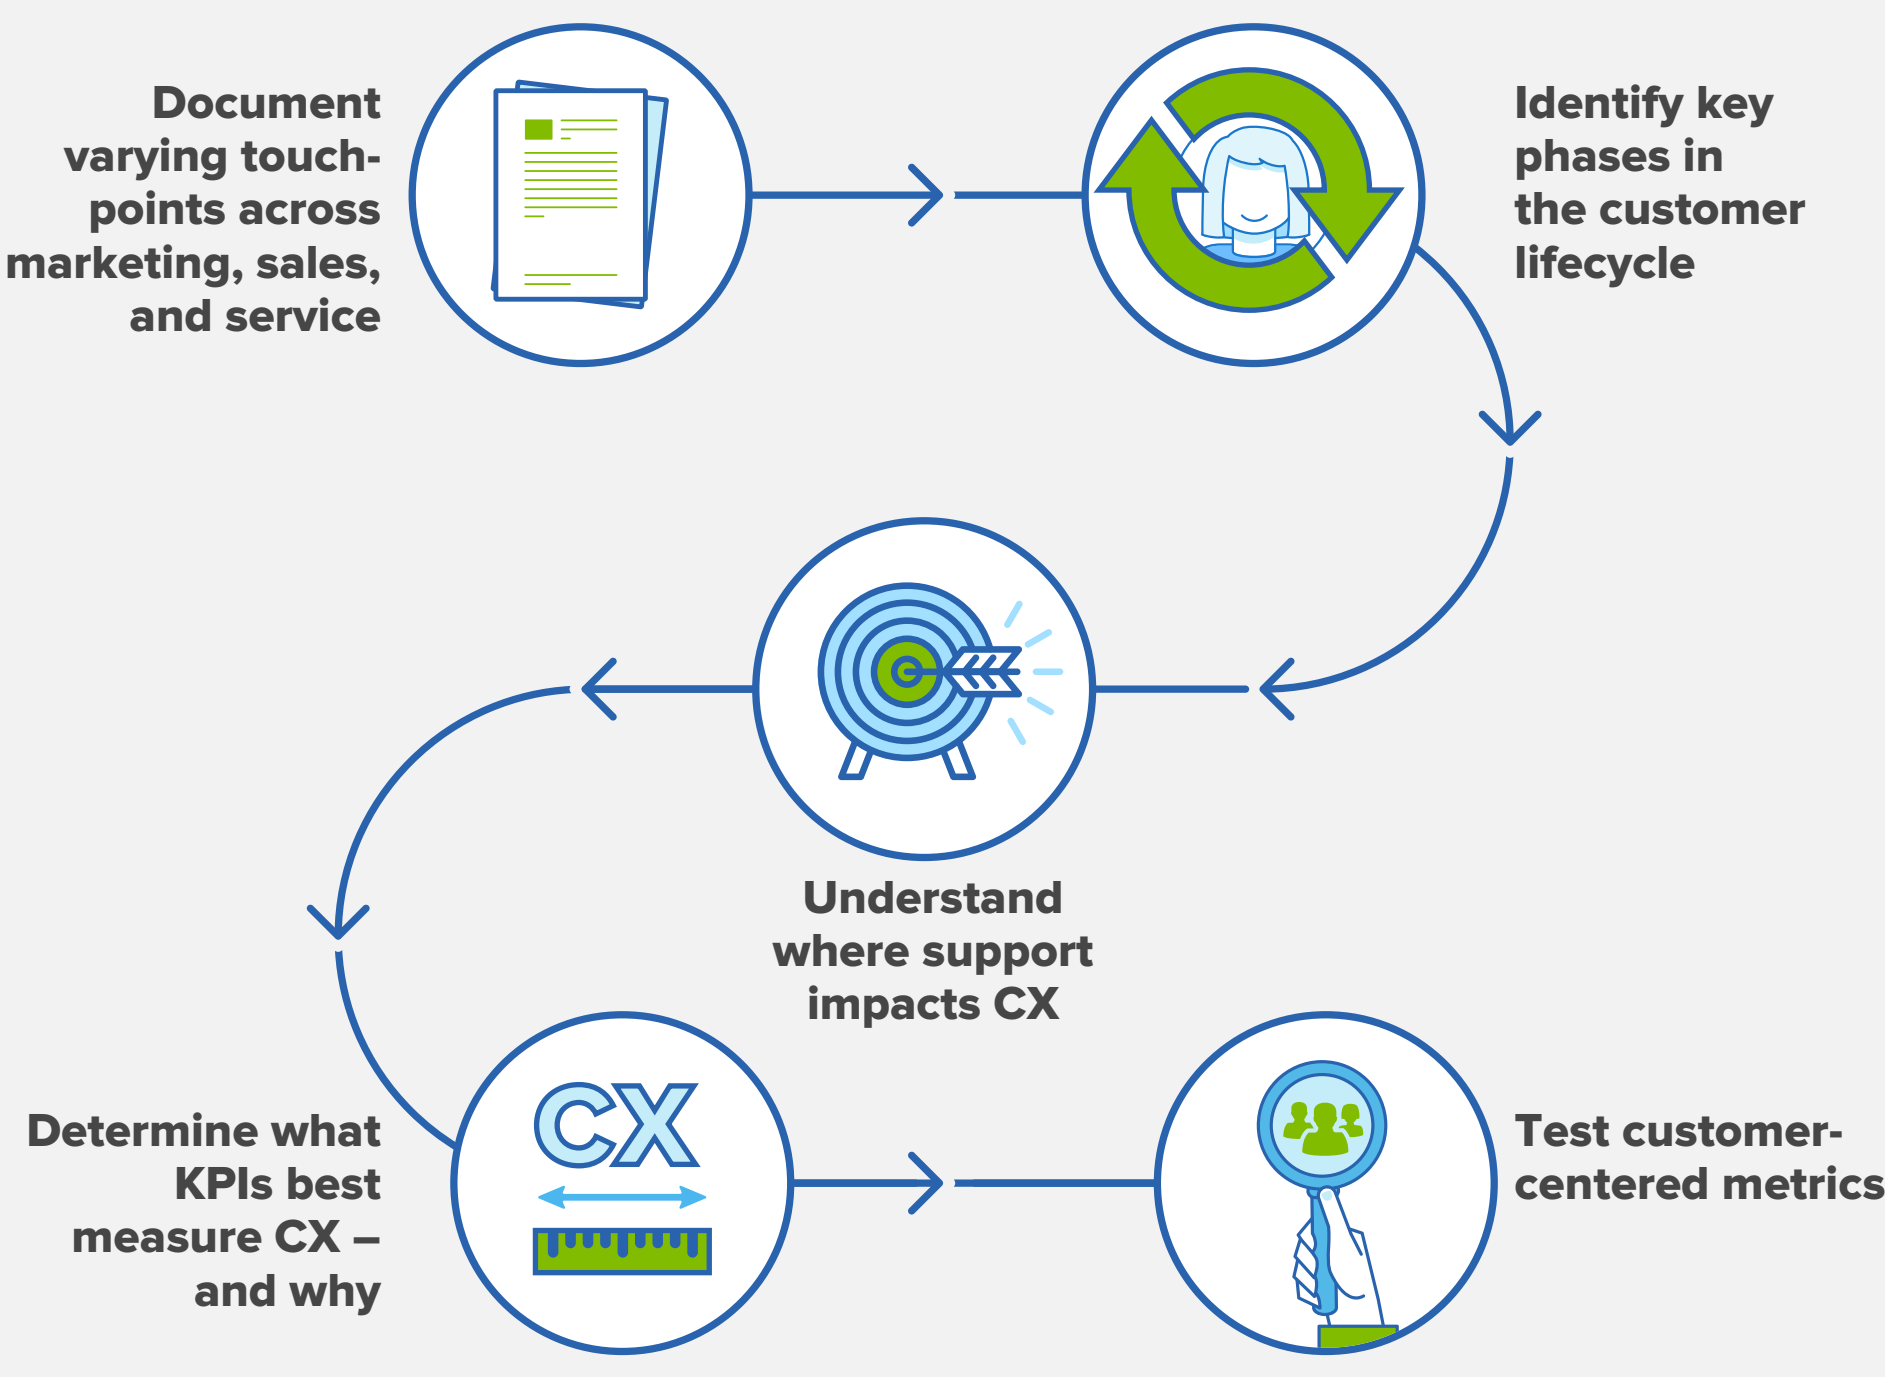 Document
varying touch-
points across
marketing, sales,
and service
Identify key
phases in
the customer
lifecycle
Understand
where support
impacts CX
Determine what
KPIs best
measure CX –
and why
CX
Test customer-
centered metrics